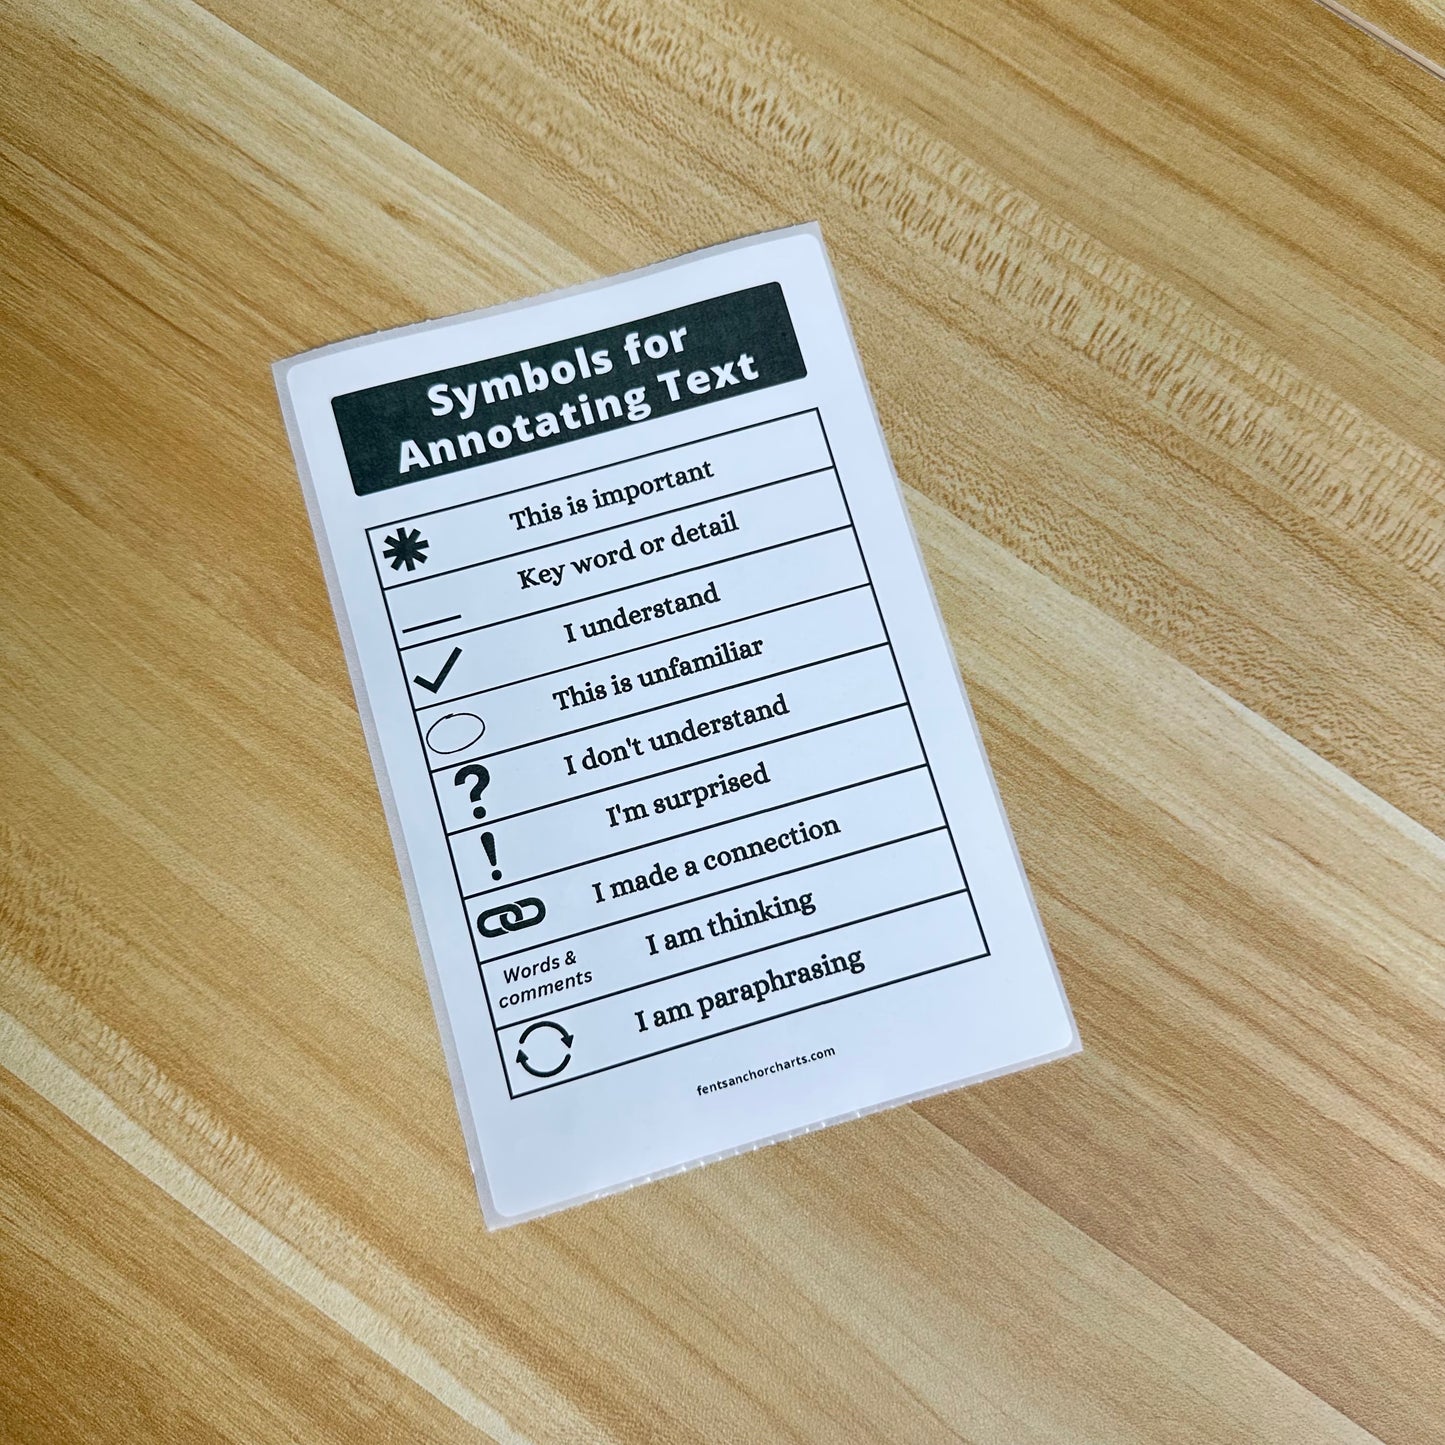 Symbols for
Annotating Text
This is important
Key word or detail
I understand
This is unfamiliar
? I don't understand
! I'm surprised
I made a connection
Words &
comments
I am thinking
I am paraphrasing
fentsanchorcharts.com